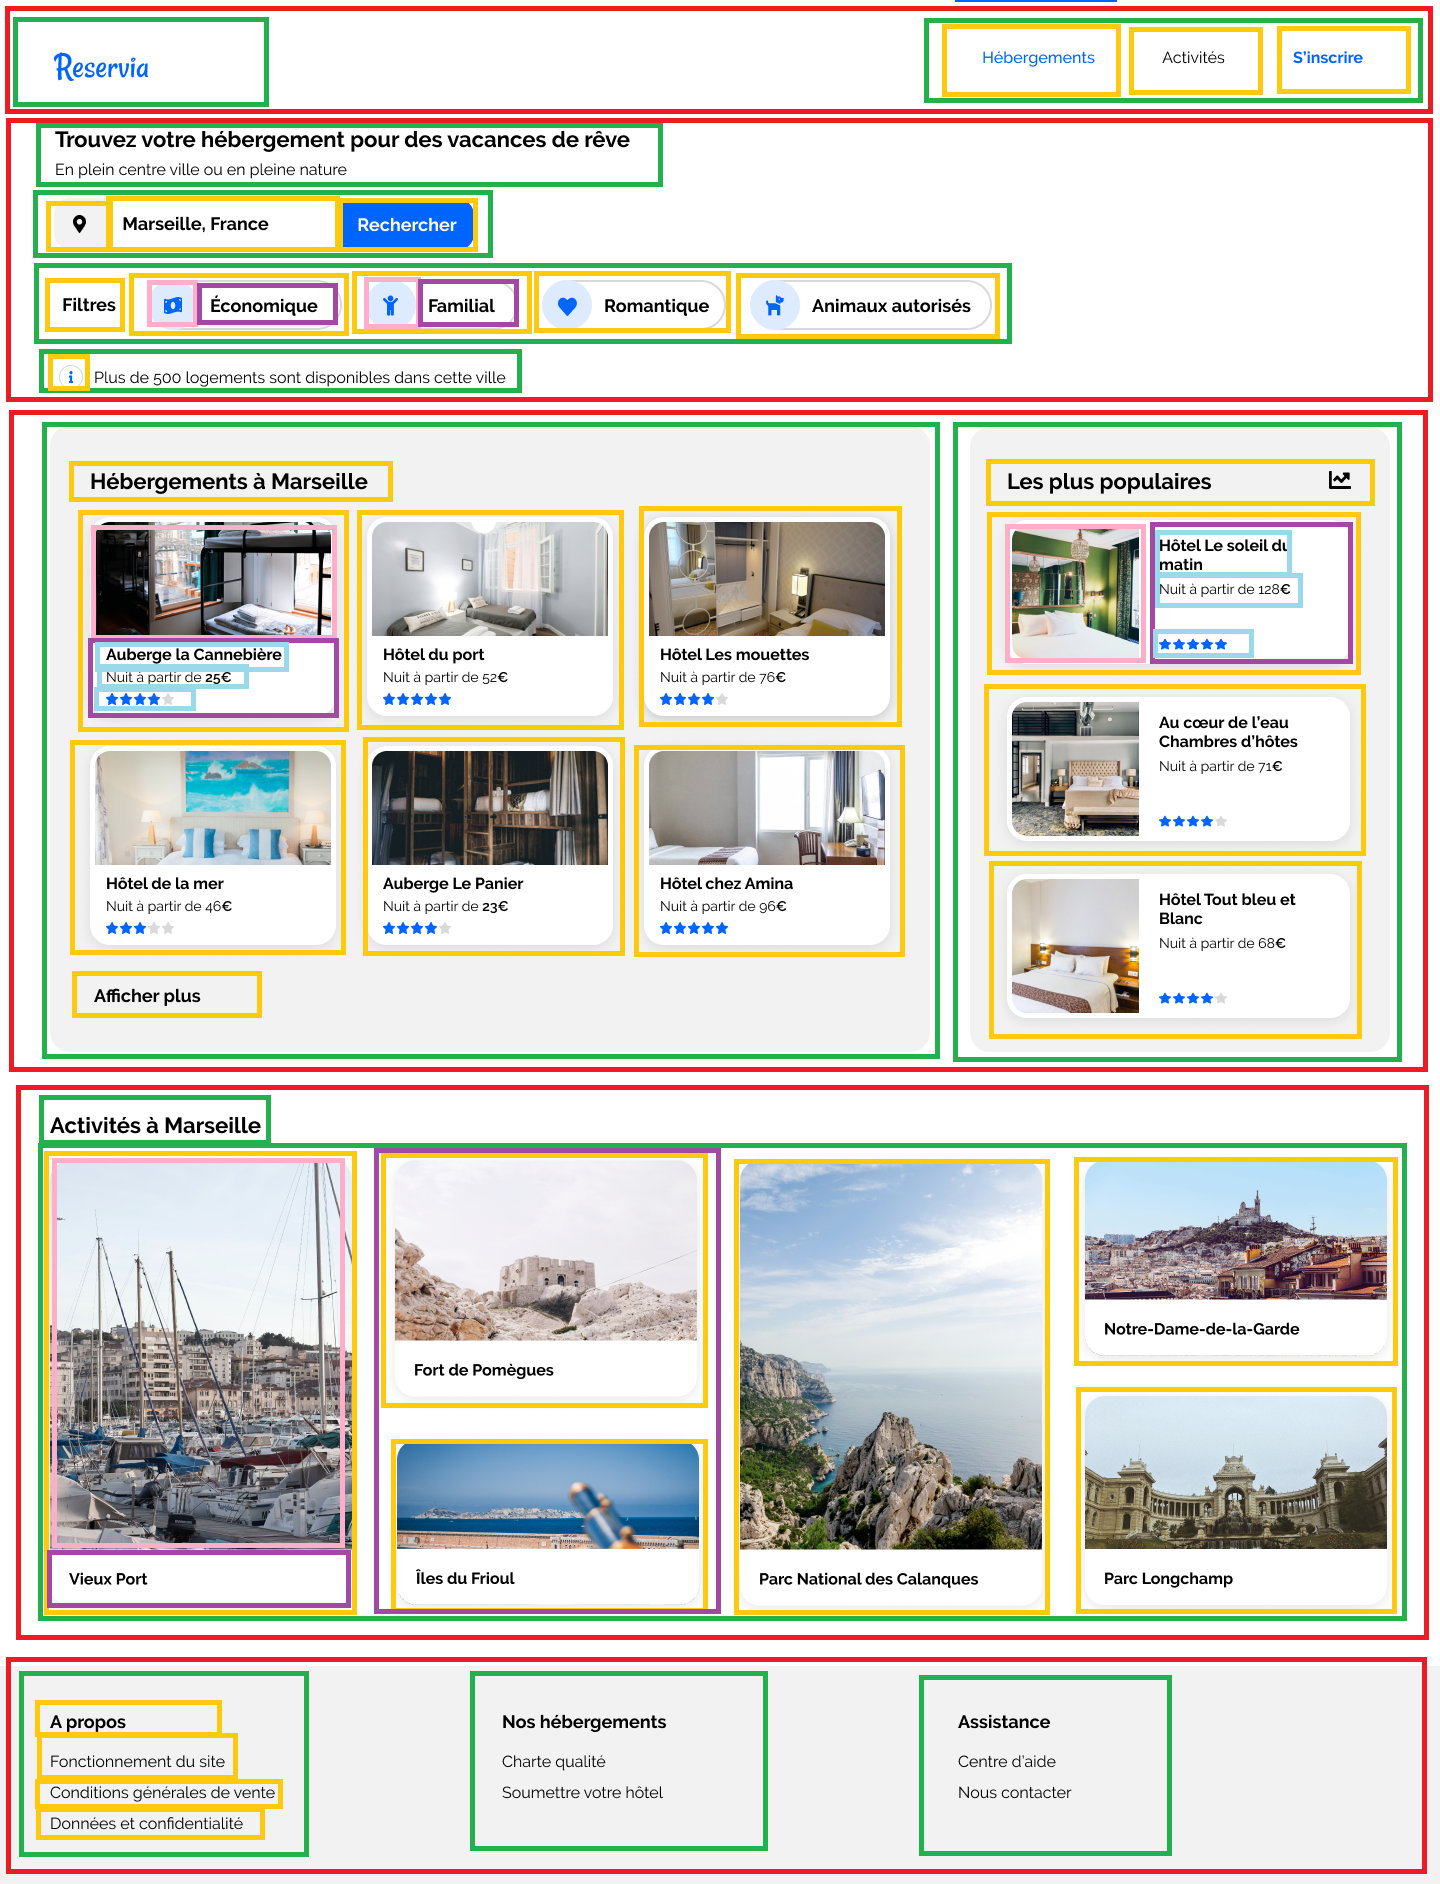 Reservia
Hébergements
Activités
S'inscrire
Trouvez votre hébergement pour des vacances de rêve
En plein centre ville ou en pleine nature
Marseille, France
Rechercher
Filtres
Économique
Familial
Romantique
Animaux autorisés
Plus de 500 logements sont disponibles dans cette ville
Hébergements à Marseille
Auberge la Cannebière
Nuit à partir de 25€
Hôtel du port
Nuit à partir de 52€
Hôtel Les mouettes
Nuit à partir de 76€
Hôtel de la mer
Nuit à partir de 46€
Auberge Le Panier
Nuit à partir de 23€
Hôtel chez Amina
Nuit à partir de 96€
Afficher plus
Les plus populaires
Hôtel Le soleil du
matin
Nuit à partir de 128€
Au cœur de l'eau
Chambres d'hôtes
Nuit à partir de 71€
Hôtel Tout bleu et
Blanc
Nuit à partir de 68€
Activités à Marseille
Vieux Port
Fort de Pomègues
Îles du Frioul
Parc National des Calanques
Notre-Dame-de-la-Garde
Parc Longchamp
A propos
Fonctionnement du site
Conditions générales de vente
Données et confidentialité
Nos hébergements
Charte qualité
Soumettre votre hôtel
Assistance
Centre d'aide
Nous contacter